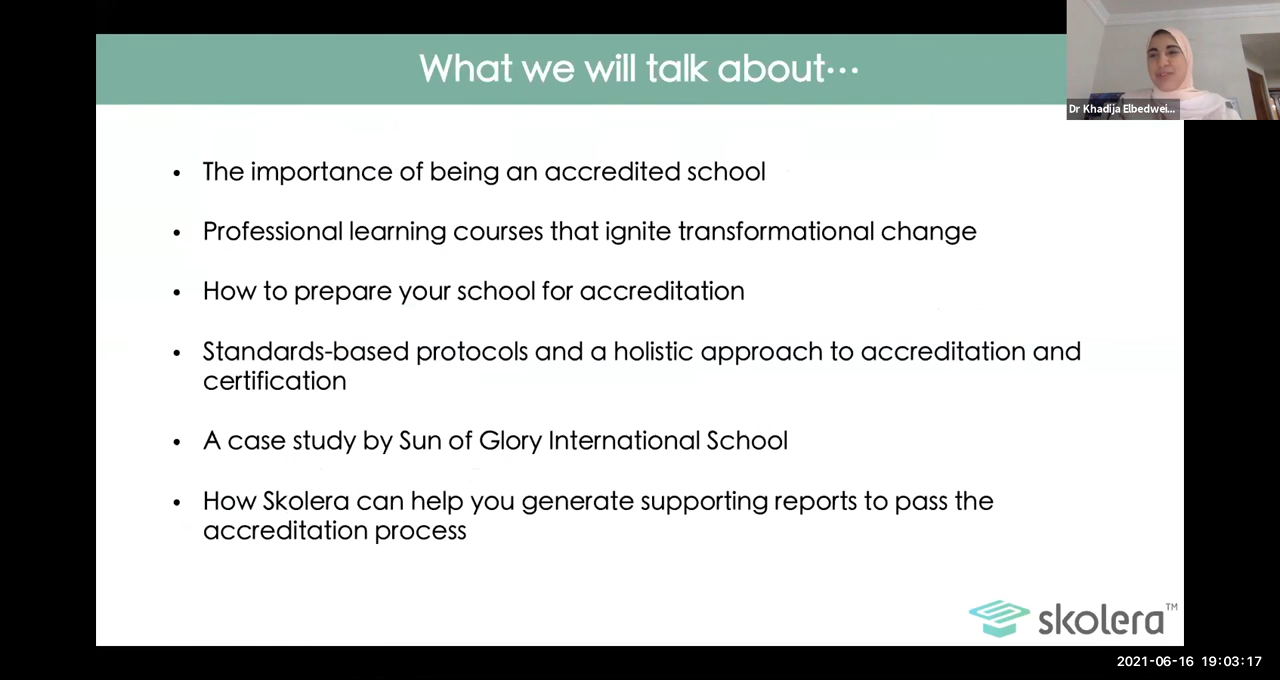 What we will talk about…
Dr Khadija Elbedwei...
• The importance of being an accredited school
• Professional learning courses that ignite transformational change
• How to prepare your school for accreditation
• Standards-based protocols and a holistic approach to accreditation and
certification
• A case study by Sun of Glory International School
• How Skolera can help you generate supporting reports to pass the
accreditation process
skolera™
2021-06-16 19:03:17